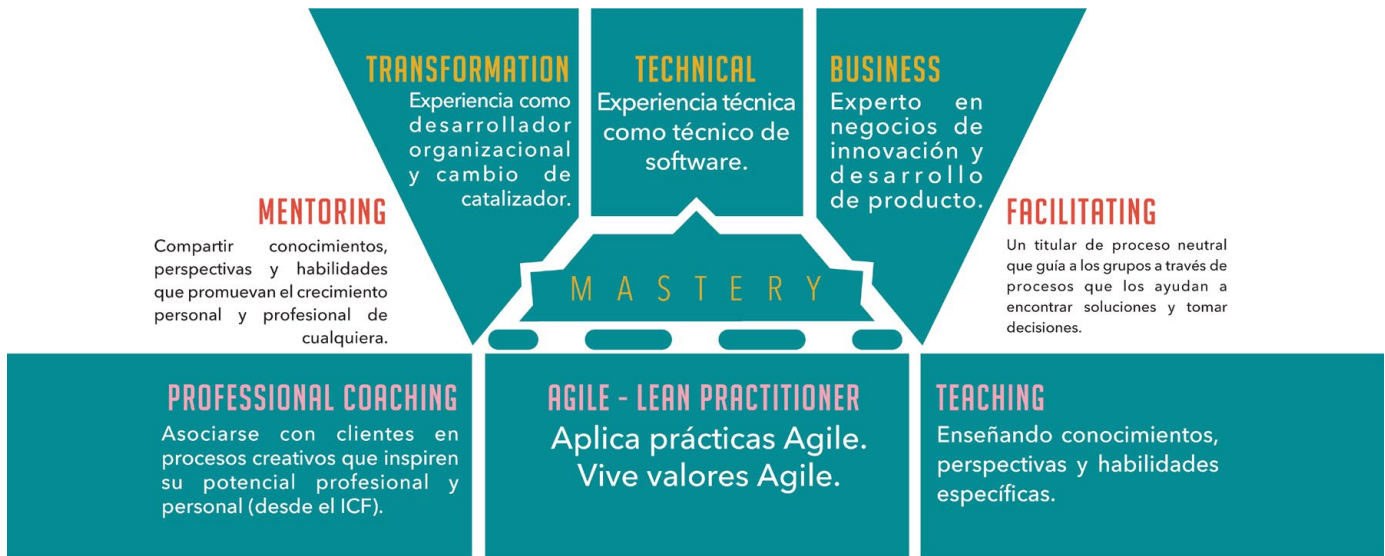 TRANSFORMATION
Experiencia como
desarrollador
organizacional
y cambio de
catalizador.
TECHNICAL
Experiencia técnica
como técnico de
software.
BUSINESS
Experto en
negocios de
innovación y
desarrollo
de producto.
MENTORING
Compartir conocimientos,
perspectivas y habilidades
que promuevan el crecimiento
personal y profesional de
cualquiera.
MASTERY
FACILITATING
Un titular de proceso neutral
que guía a los grupos a través de
procesos que los ayudan a
encontrar soluciones y tomar
decisiones.
PROFESSIONAL COACHING
Asociarse con clientes en
procesos creativos que inspiren
su potencial profesional y
personal (desde el ICF).
AGILE - LEAN PRACTITIONER
Aplica prácticas Agile.
Vive valores Agile.
TEACHING
Enseñando conocimientos,
perspectivas y habilidades
específicas.